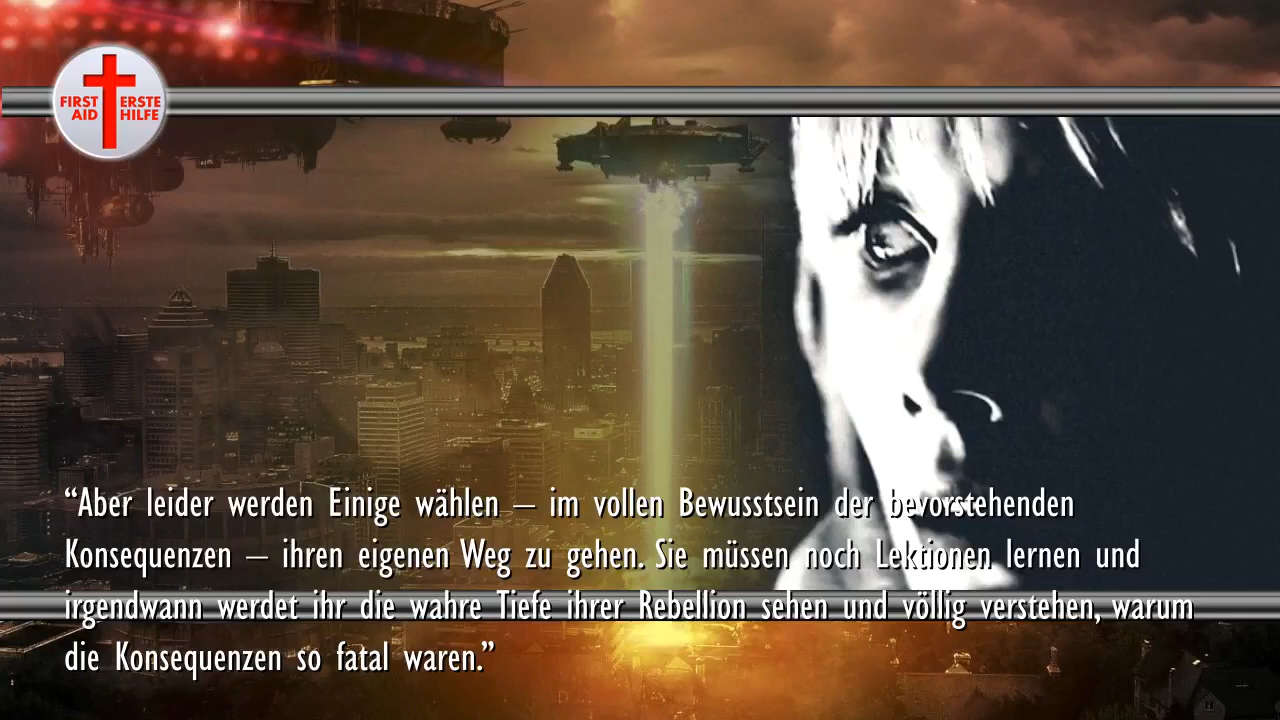 FIRST ERSTE
AID HILFE
“Aber leider werden Einige wählen – im vollen Bewusstsein der bevorstehenden
Konsequenzen – ihren eigenen Weg zu gehen. Sie müssen noch Lektionen lernen und
irgendwann werdet ihr die wahre Tiefe ihrer Rebellion sehen und völlig verstehen, warum
die Konsequenzen so fatal waren.”